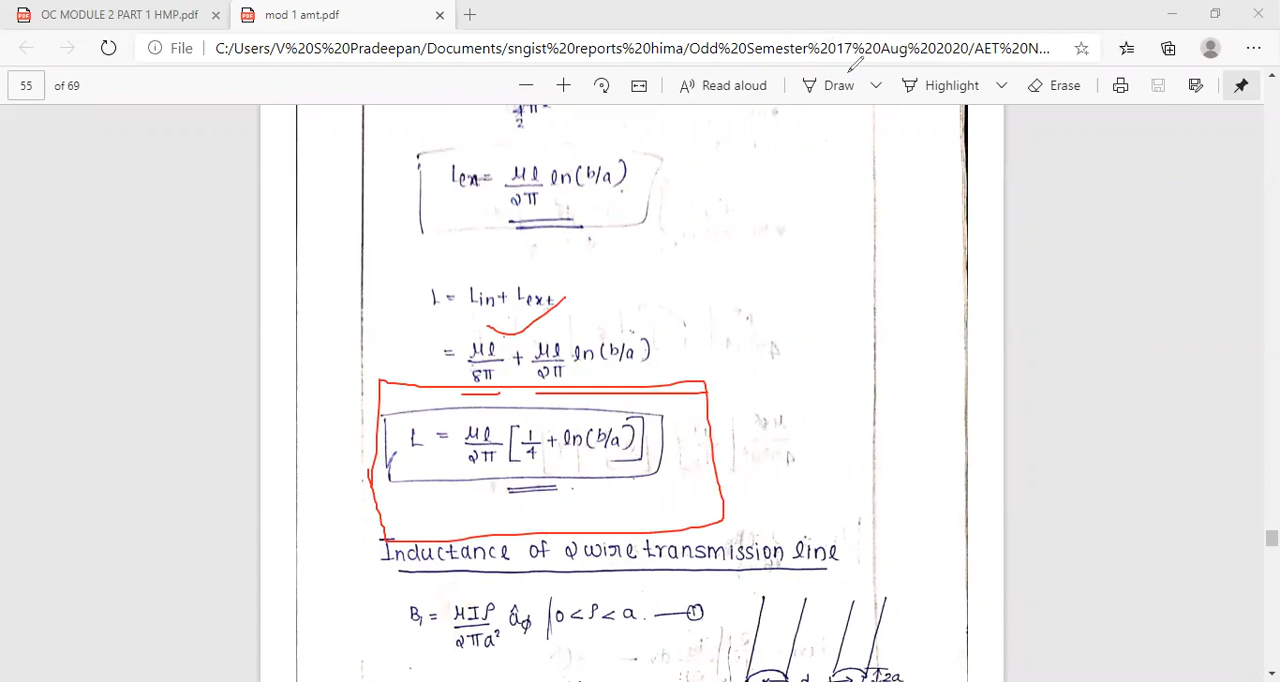 OC MODULE 2 PART 1 HMP.pdf
mod 1 amt.pdf
File
C:/Users/V%20S%20Pradeepan/Documents/sngist%20reports%20hima/Odd%20Semester%2017%20Aug%202020/AET%20N...
55 of 69
Read aloud
Draw
Highlight
Erase
Lex= μl/2π ln(b/a)
L = Lin+ Lext
= μl/8π + μl/2π ln(b/a)
L = μl/2π [1/4 + ln(b/a)]
Inductance of 2 wire transmission line
B₁ = μIρ/2πa² âφ | 0<ρ<a. —①
d
2a